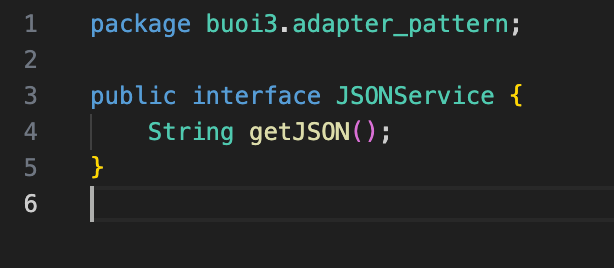 1 package buoi3.adapter_pattern;
2
3 public interface JSONService {
4     String getJSON();
5 }
6